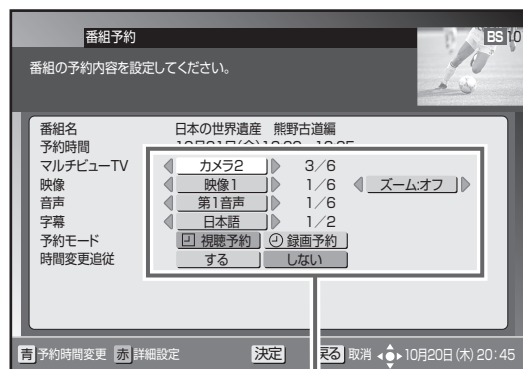 番組予約
BS 10
番組の予約内容を設定してください。
番組名 日本の世界遺産 熊野古道編
予約時間
マルチビューTV カメラ2 3/6
映像 映像1 1/6 ズーム:オフ
音声 第1音声 1/6
字幕 日本語 1/2
予約モード 視聴予約 録画予約
時間変更追従 する しない
青 予約時間変更 赤 詳細設定 決定 戻る 取消 10月20日(木)20:45